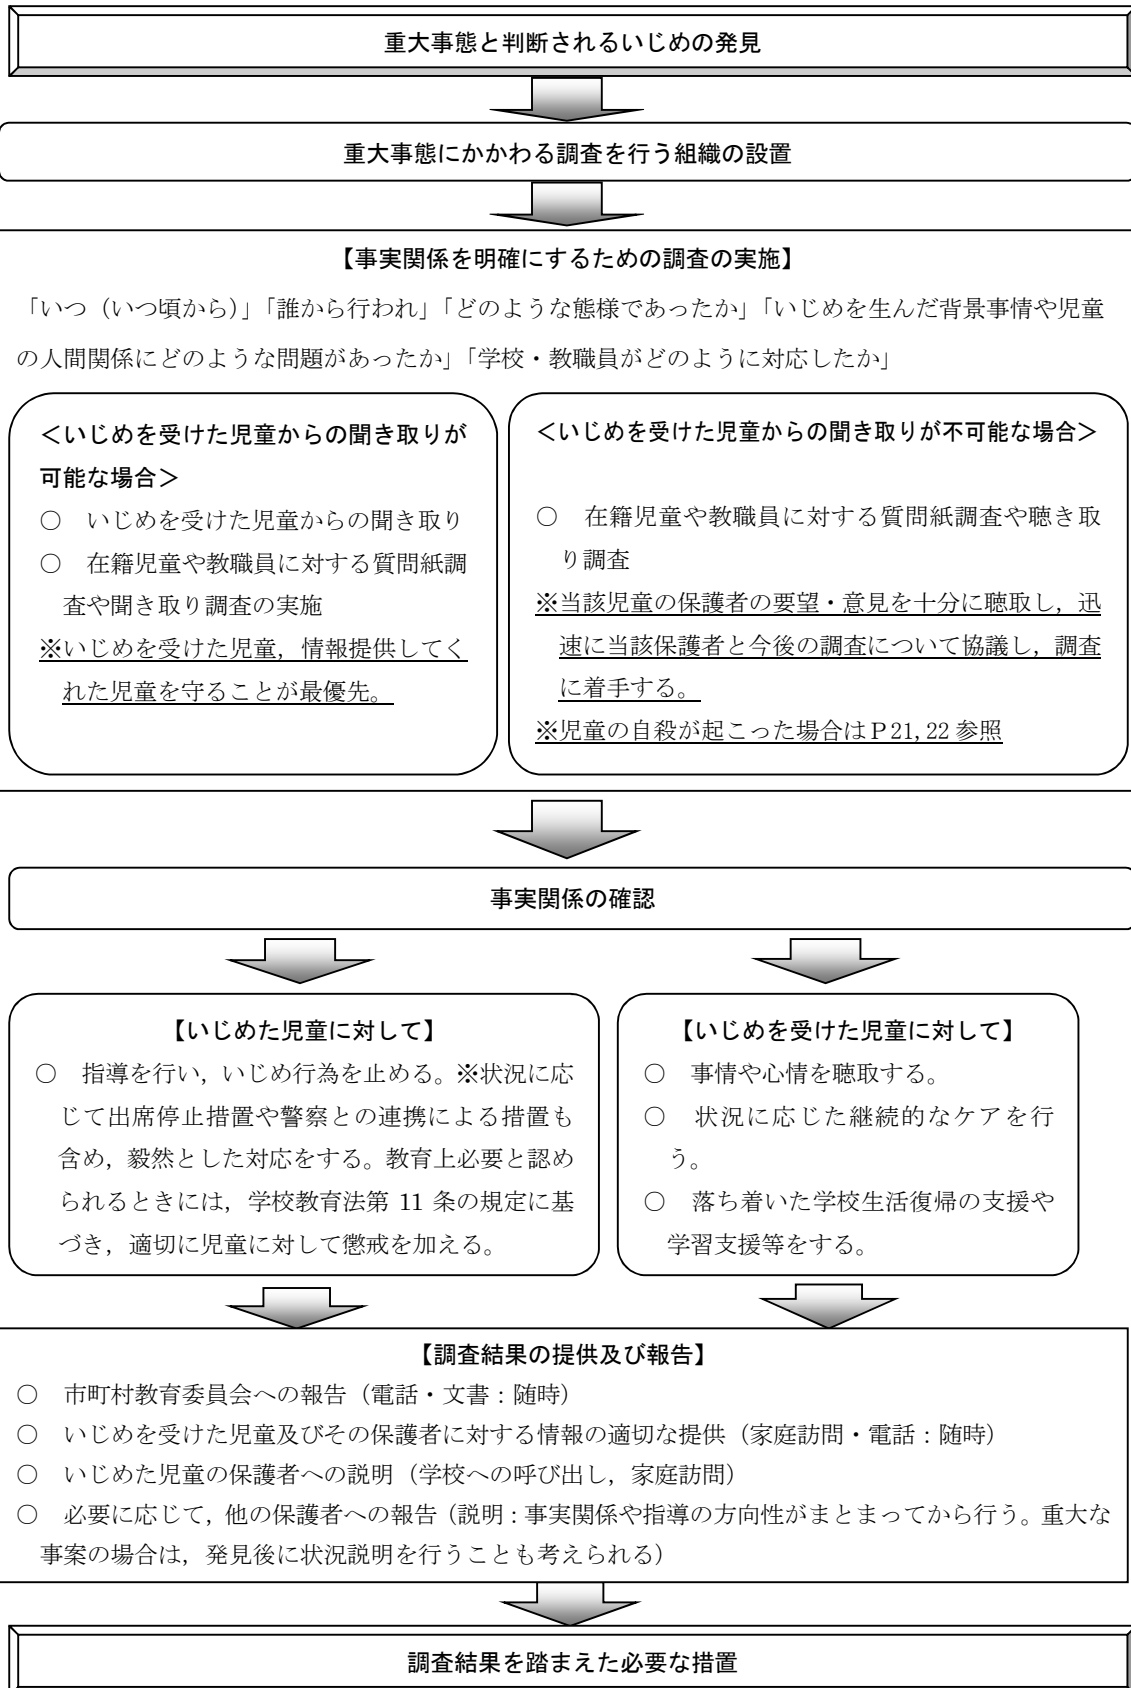 重大事態と判断されるいじめの発見
重大事態にかかわる調査を行う組織の設置
【事実関係を明確にするための調査の実施】
「いつ（いつ頃から）」「誰から行われ」「どのような態様であったか」「いじめを生んだ背景事情や児童
の人間関係にどのような問題があったか」「学校・教職員がどのように対応したか」
＜いじめを受けた児童からの聞き取りが
可能な場合＞
○　いじめを受けた児童からの聞き取り
○　在籍児童や教職員に対する質問紙調
査や聞き取り調査の実施
※いじめを受けた児童，情報提供してく
れた児童を守ることが最優先。
＜いじめを受けた児童からの聞き取りが不可能な場合＞
○　在籍児童や教職員に対する質問紙調査や聴き取
り調査
※当該児童の保護者の要望・意見を十分に聴取し，迅
速に当該保護者と今後の調査について協議し，調査
に着手する。
※児童の自殺が起こった場合はＰ21,22 参照
事実関係の確認
【いじめた児童に対して】
○　指導を行い，いじめ行為を止める。※状況に応
じて出席停止措置や警察との連携による措置も
含め，毅然とした対応をする。教育上必要と認め
られるときには，学校教育法第 11 条の規定に基
づき，適切に児童に対して懲戒を加える。
【いじめを受けた児童に対して】
○　事情や心情を聴取する。
○　状況に応じた継続的なケアを行
う。
○　落ち着いた学校生活復帰の支援や
学習支援等をする。
【調査結果の提供及び報告】
○　市町村教育委員会への報告（電話・文書：随時）
○　いじめを受けた児童及びその保護者に対する情報の適切な提供（家庭訪問・電話：随時）
○　いじめた児童の保護者への説明（学校への呼び出し，家庭訪問）
○　必要に応じて，他の保護者への報告（説明：事実関係や指導の方向性がまとまってから行う。重大な
事案の場合は，発見後に状況説明を行うことも考えられる）
調査結果を踏まえた必要な措置